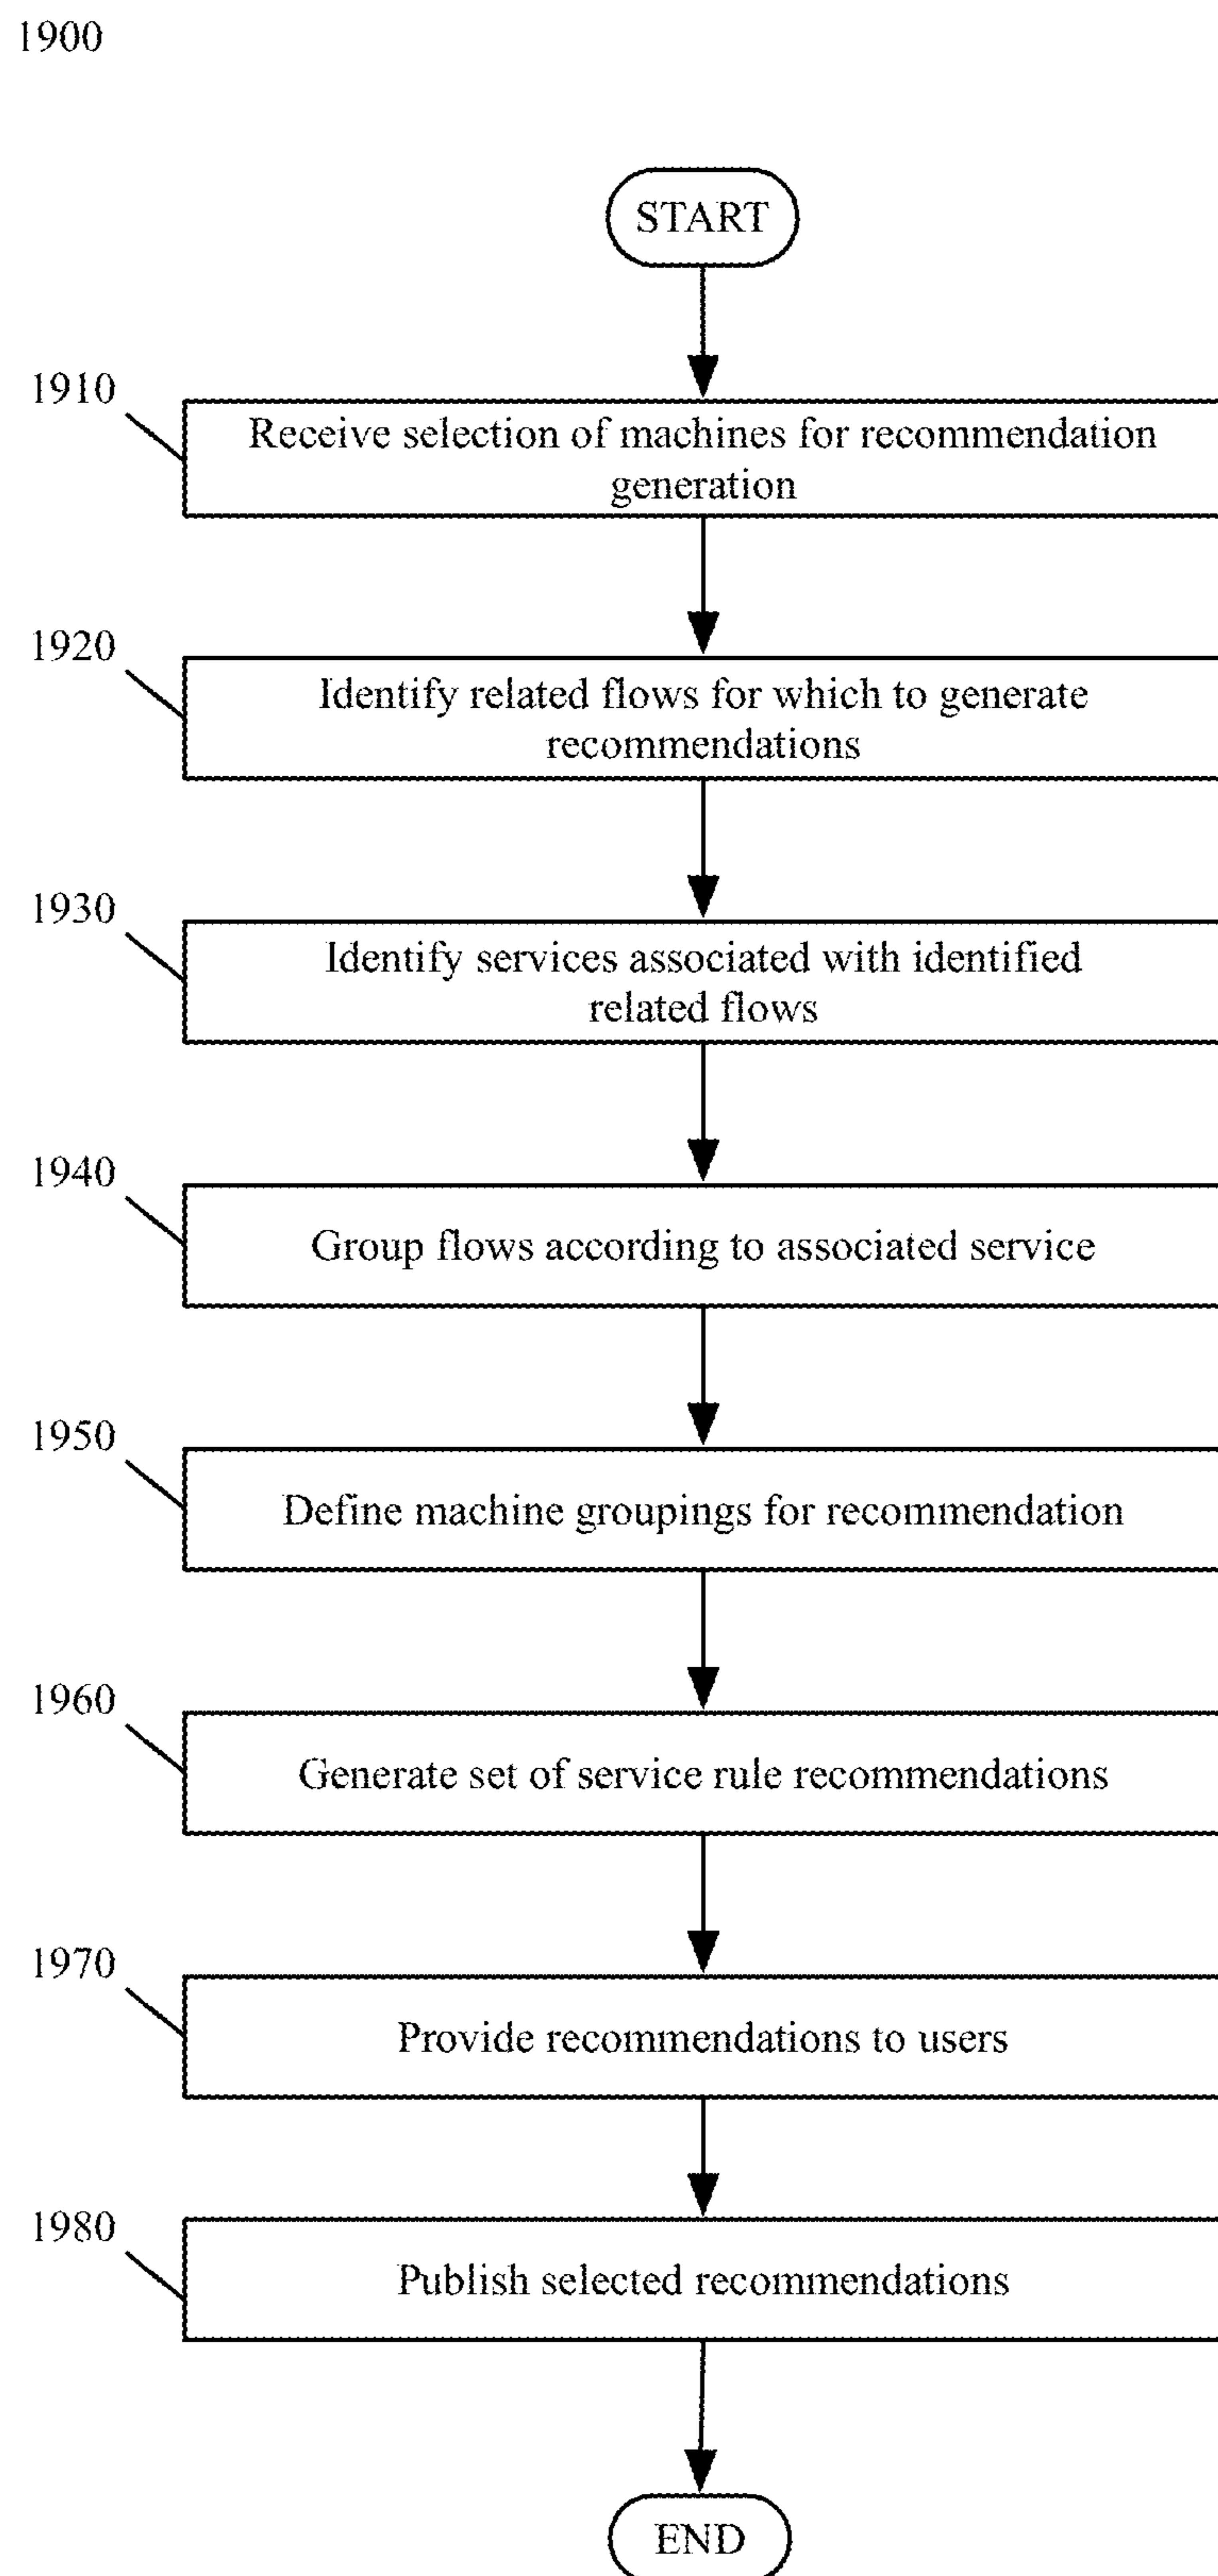 1900
START
1910
Receive selection of machines for recommendation
generation
1920
Identify related flows for which to generate
recommendations
1930
Identify services associated with identified
related flows
1940
Group flows according to associated service
1950
Define machine groupings for recommendation
1960
Generate set of service rule recommendations
1970
Provide recommendations to users
1980
Publish selected recommendations
END